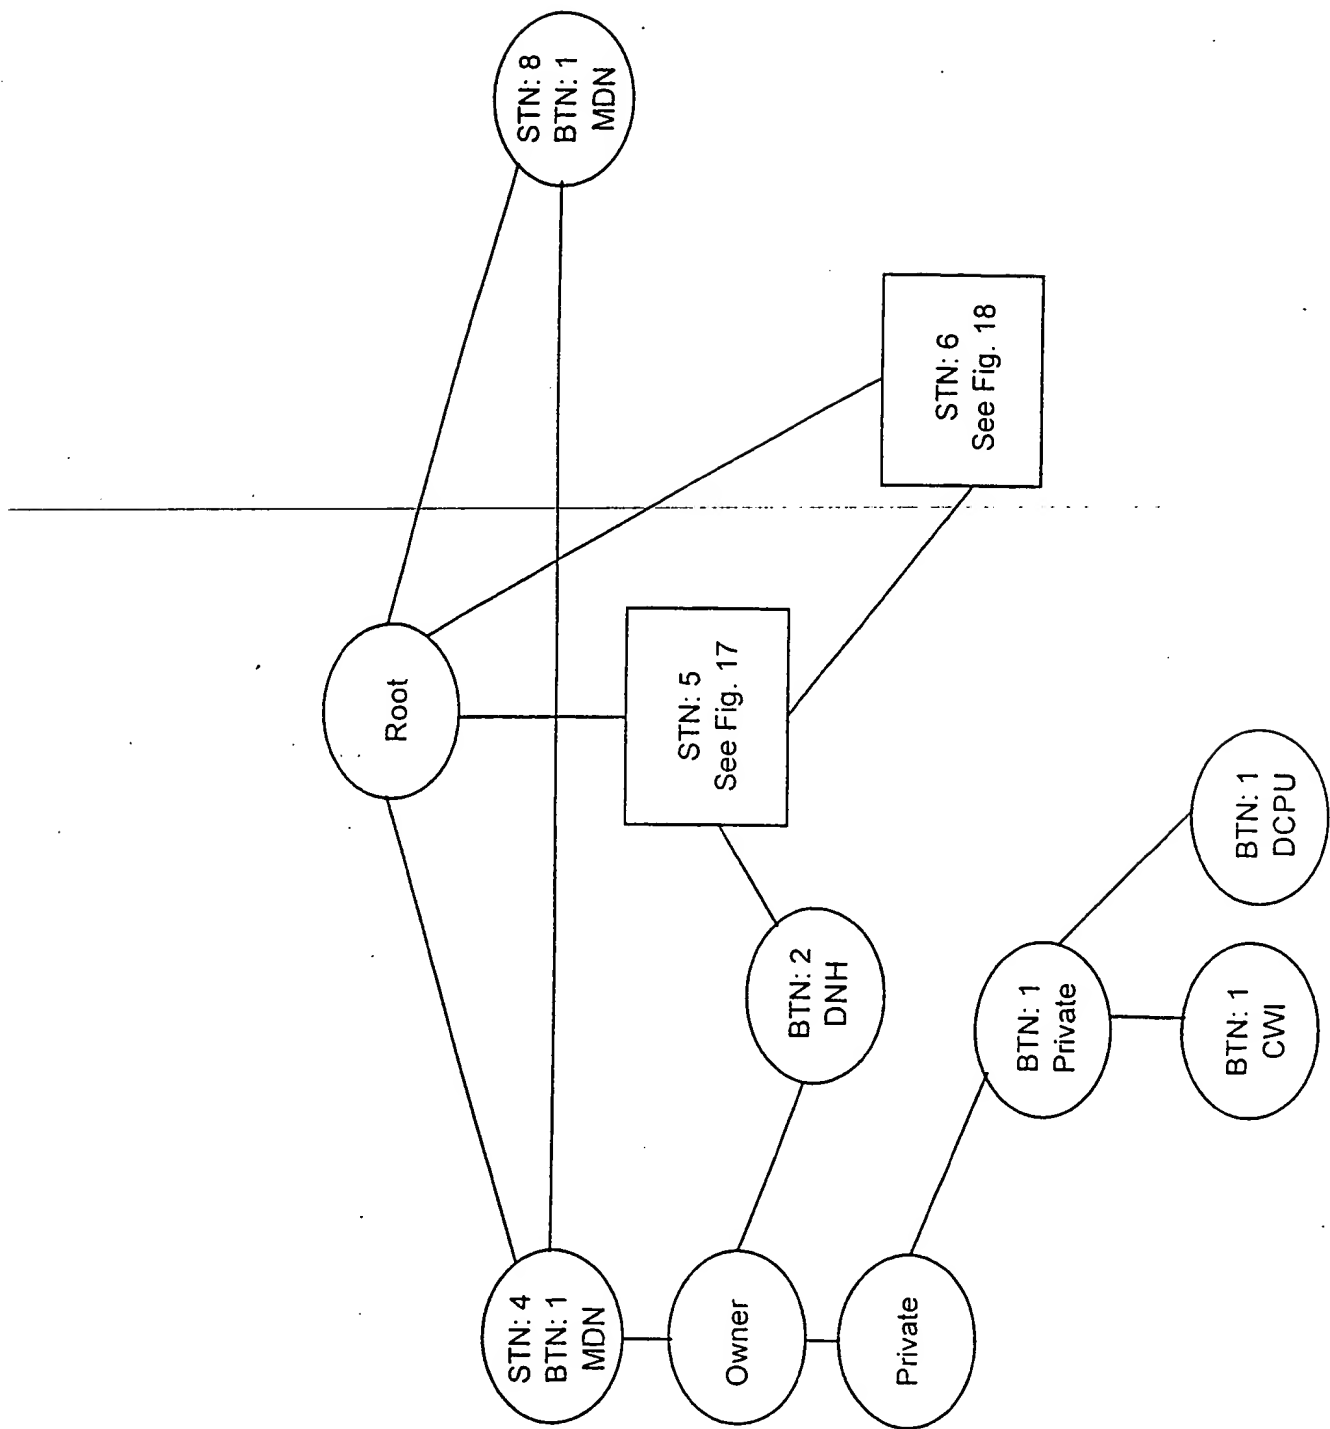 Root
STN: 4
BTN: 1
MDN
STN: 8
BTN: 1
MDN
STN: 5
See Fig. 17
Owner
BTN: 2
DNH
Private
STN: 6
See Fig. 18
BTN: 1
Private
BTN: 1
CWI
BTN: 1
DCPU